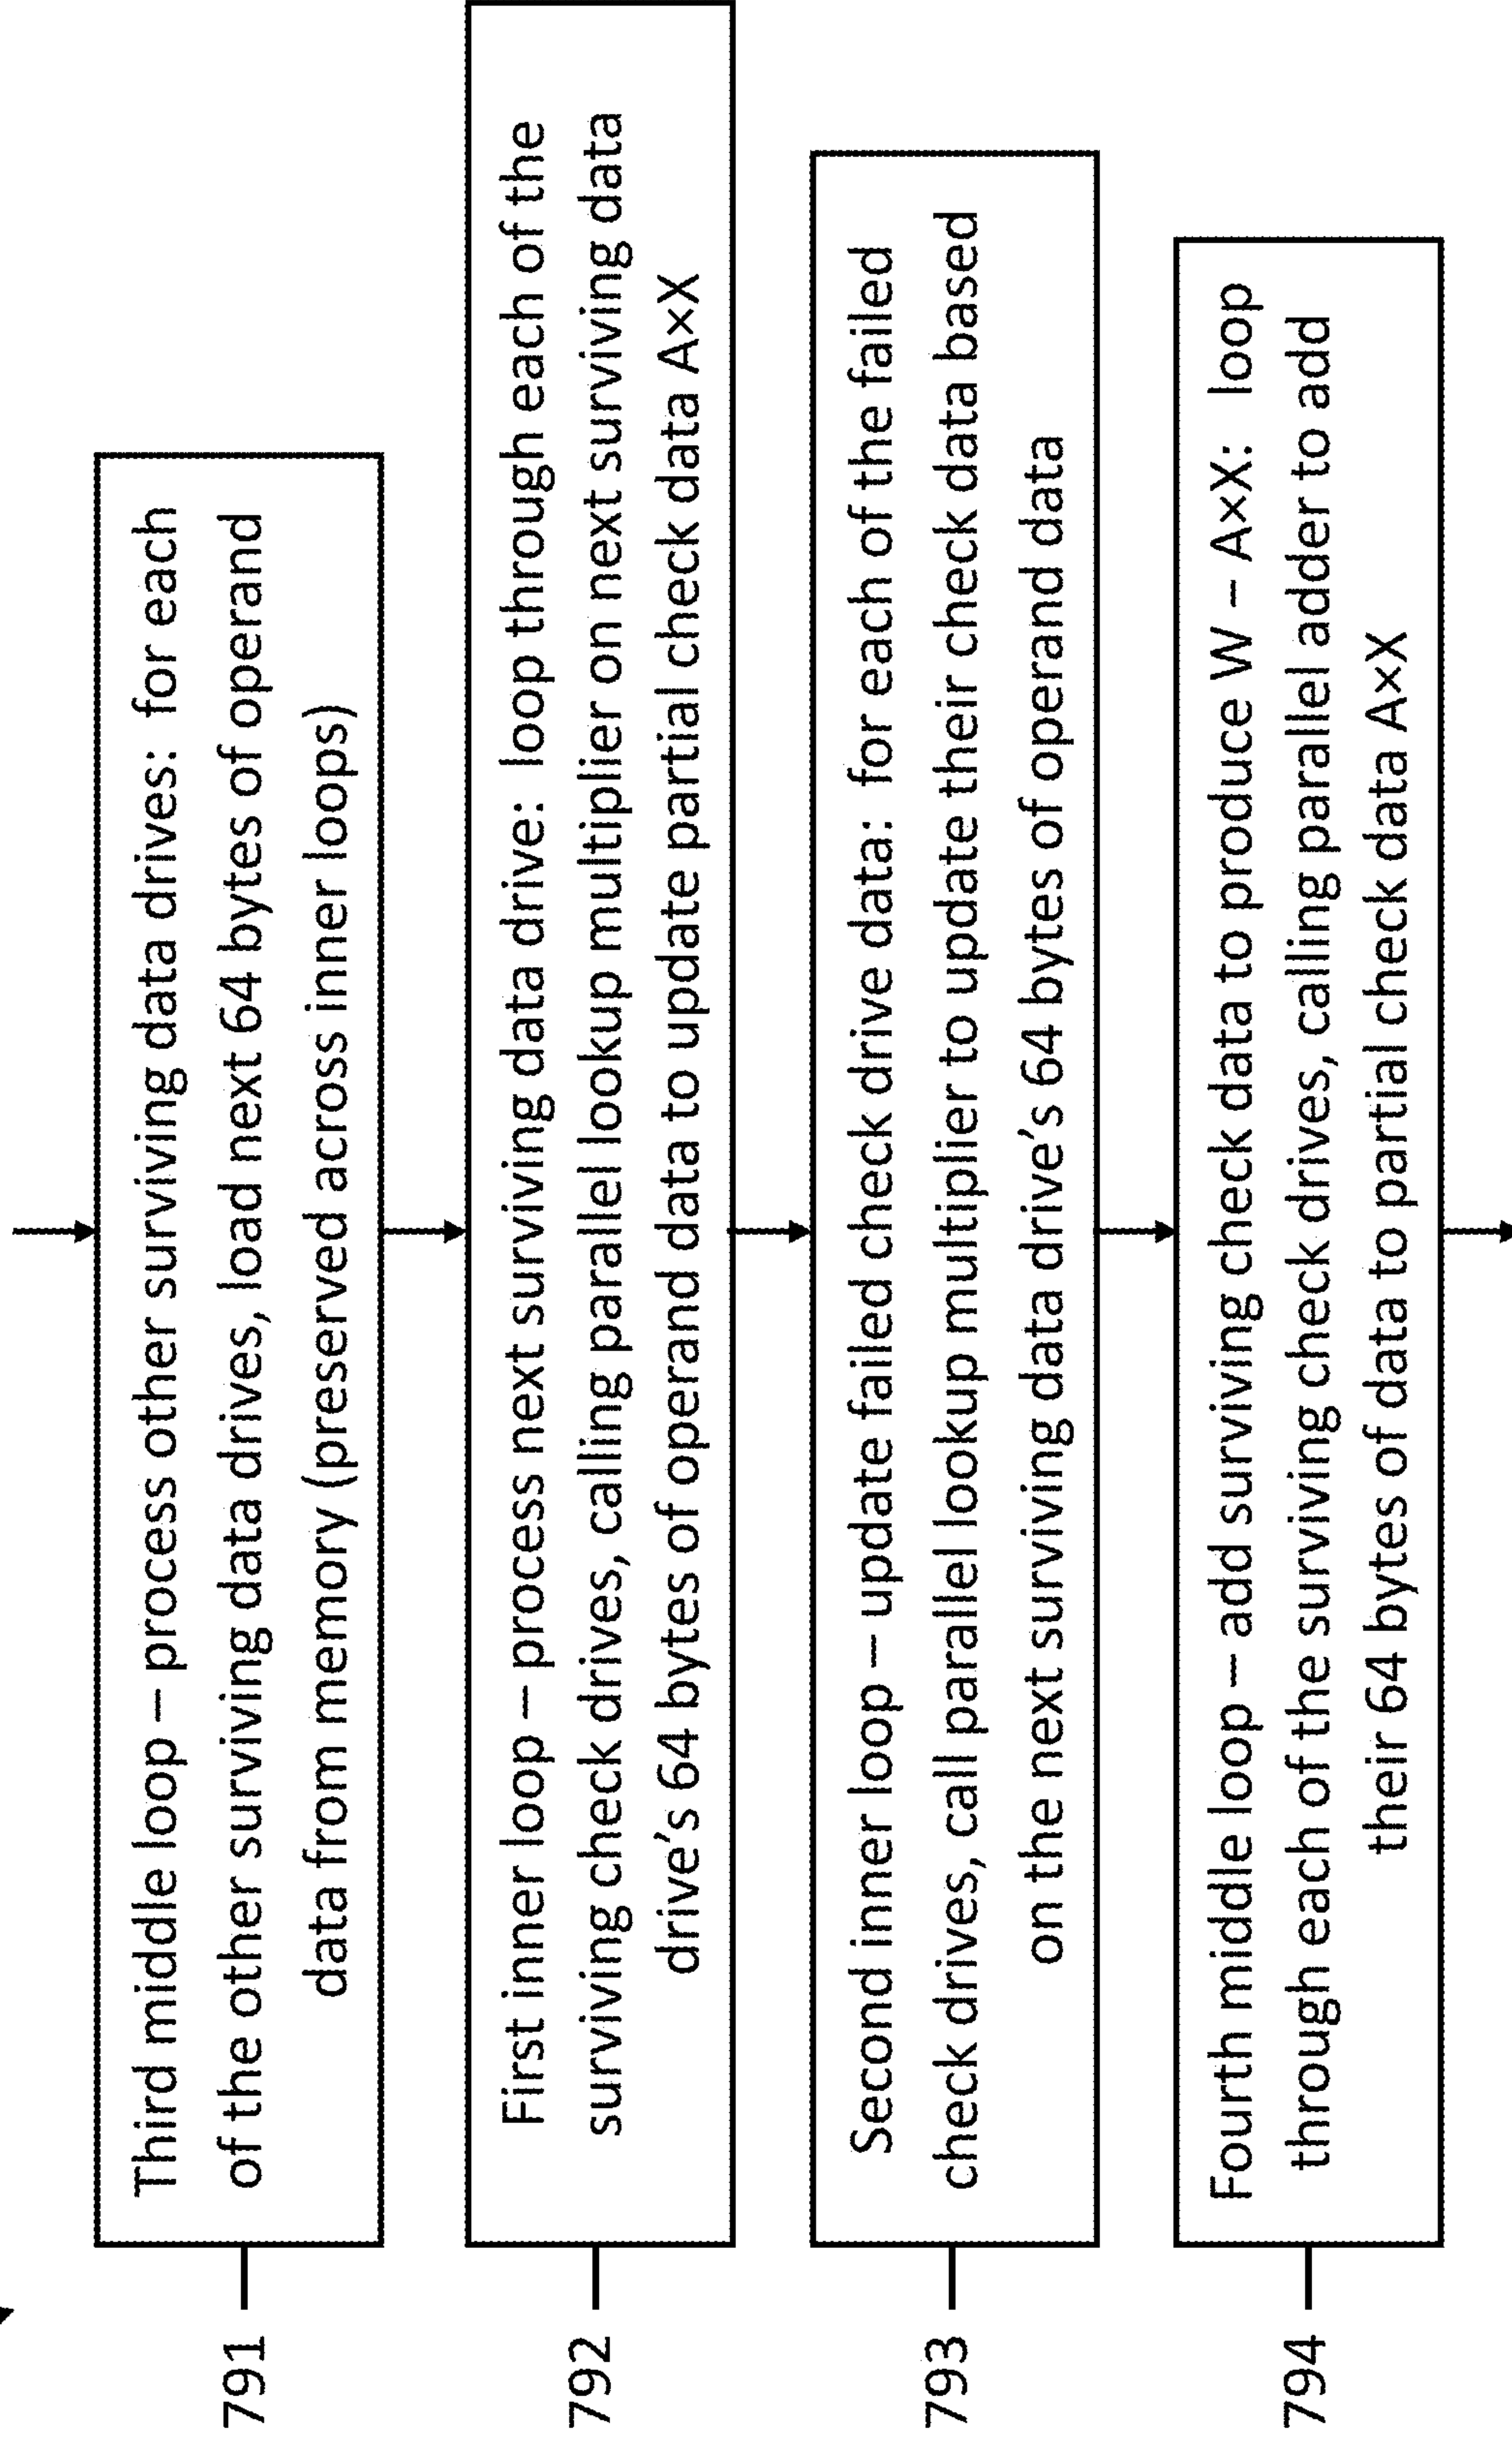 791
Third middle loop – process other surviving data drives: for each
of the other surviving data drives, load next 64 bytes of operand
data from memory (preserved across inner loops)
792
First inner loop – process next surviving data drive: loop through each of the
surviving check drives, calling parallel lookup multiplier on next surviving data
drive’s 64 bytes of operand data to update partial check data A×X
793
Second inner loop – update failed check drive data: for each of the failed
check drives, call parallel lookup multiplier to update their check data based
on the next surviving data drive’s 64 bytes of operand data
794
Fourth middle loop – add surviving check data to produce W – A×X: loop
through each of the surviving check drives, calling parallel adder to add
their 64 bytes of data to partial check data A×X